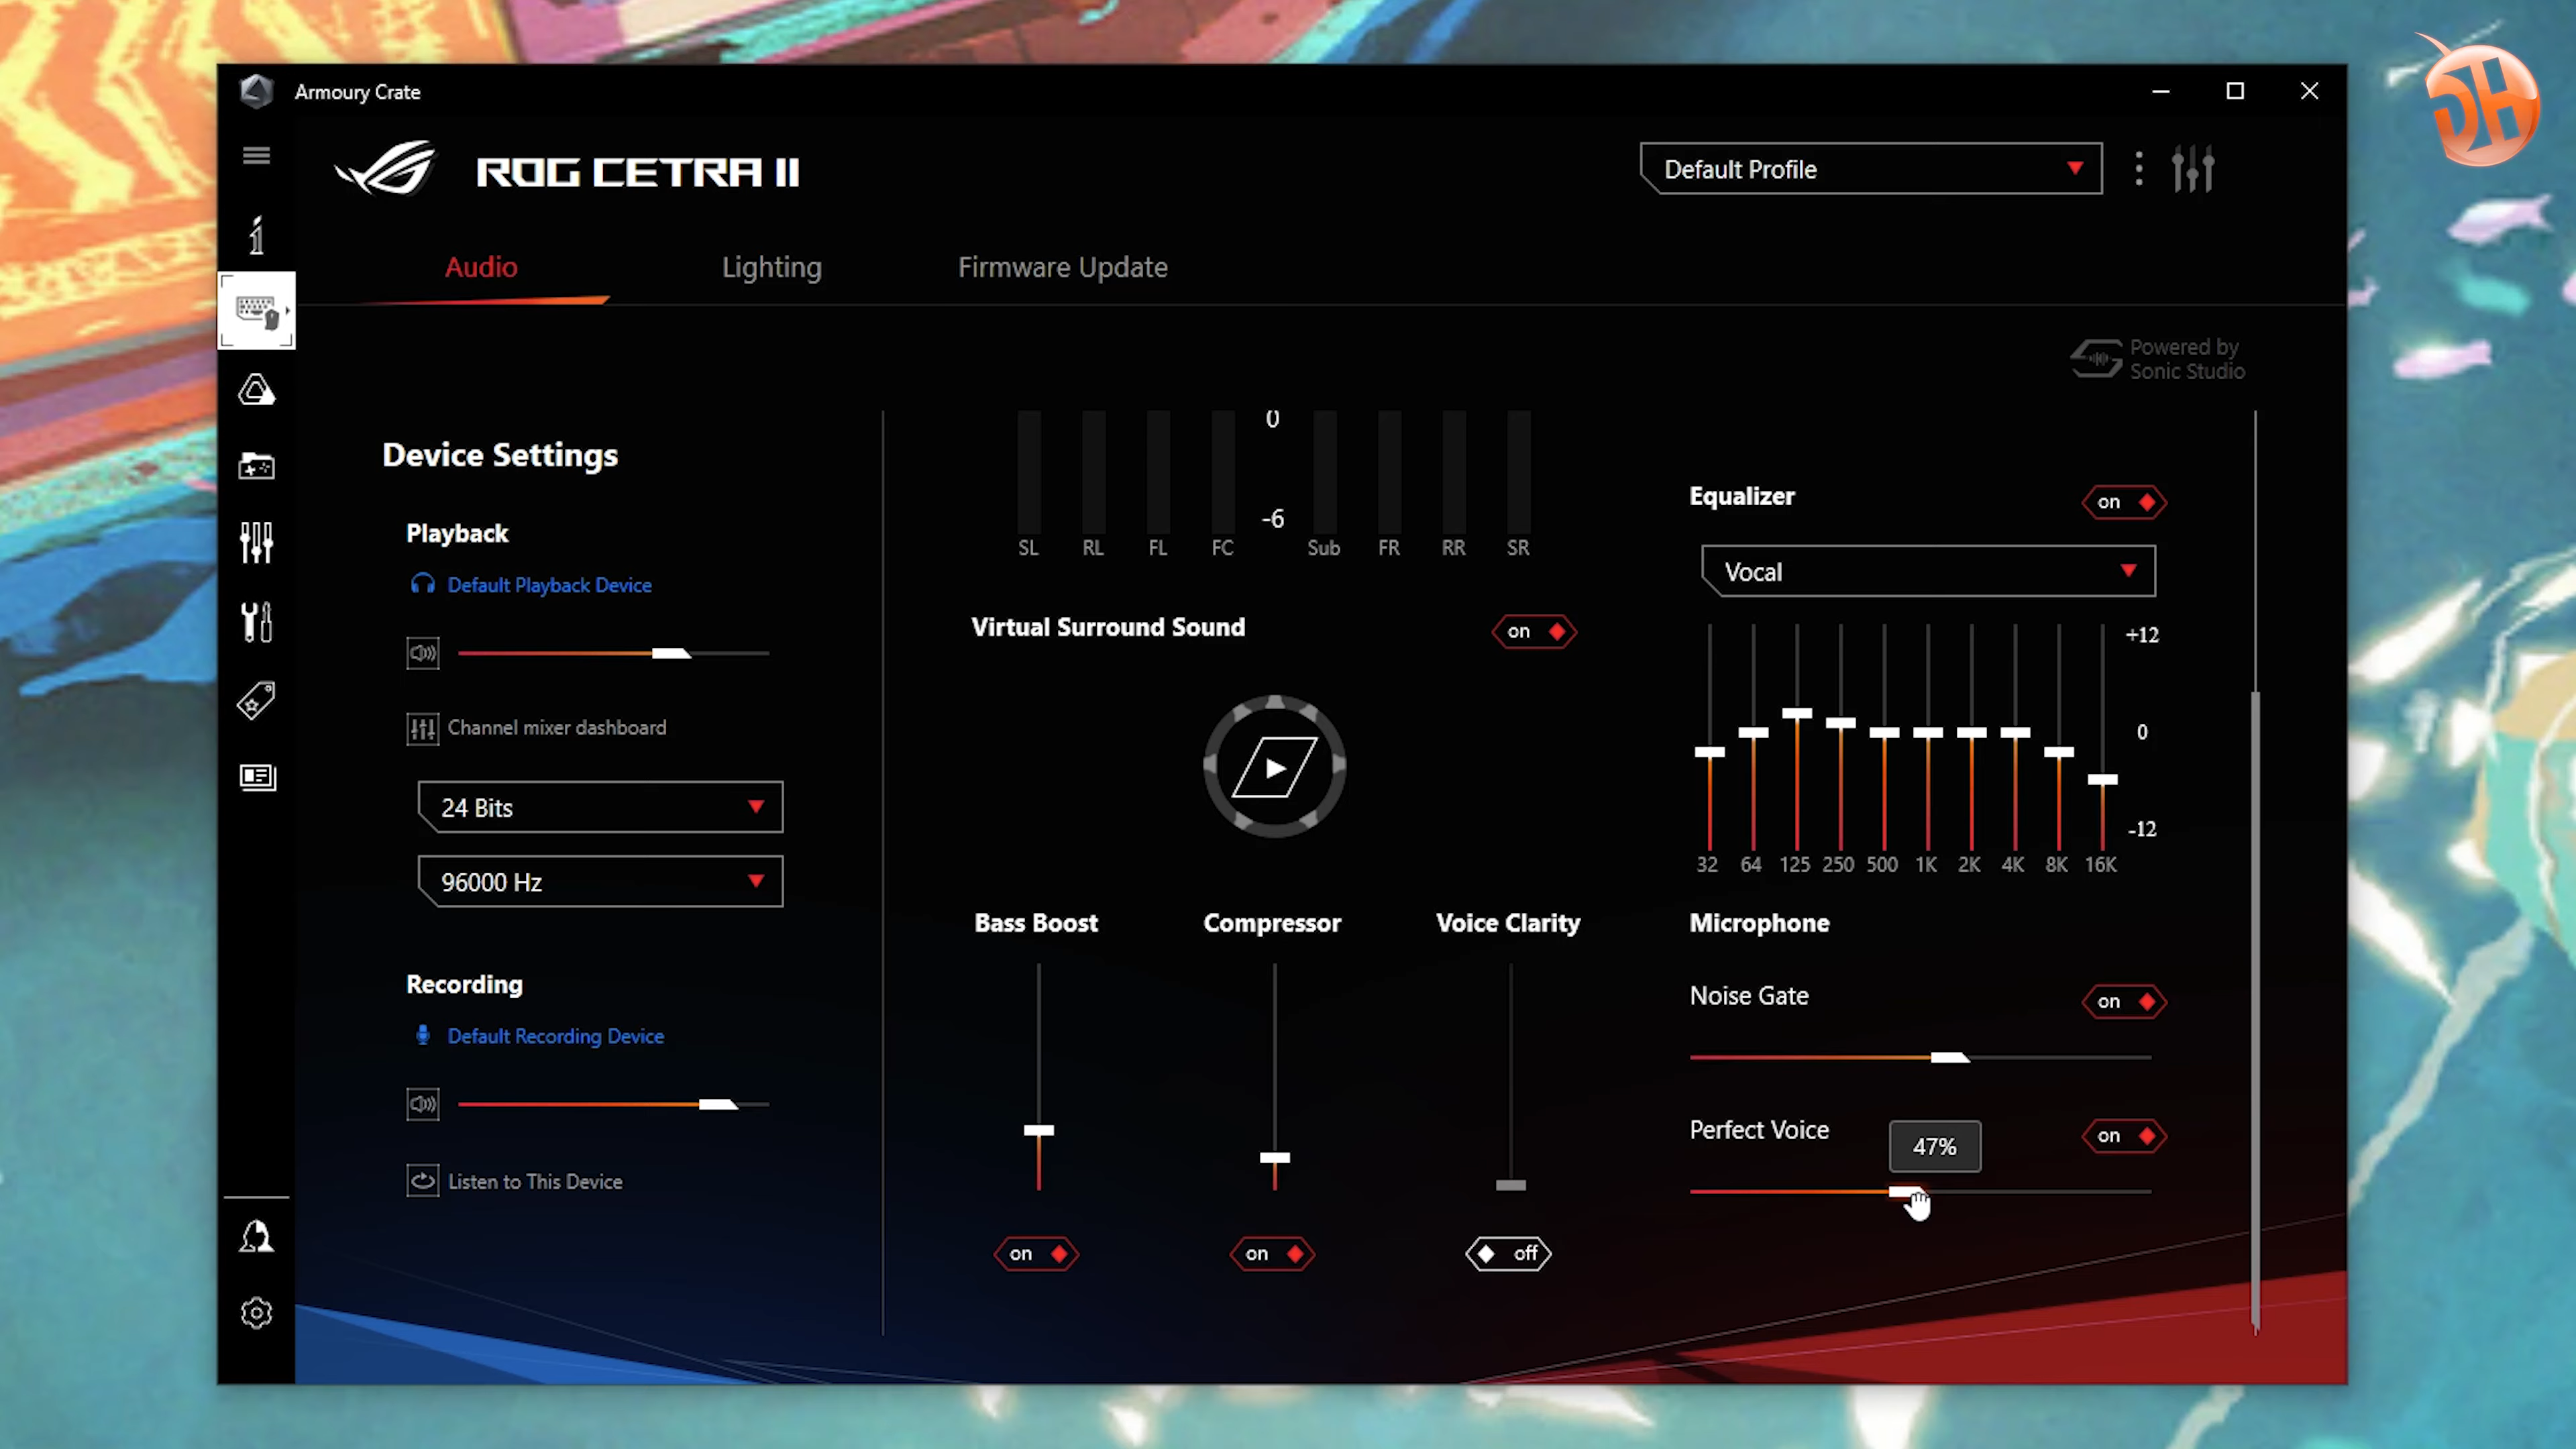 Armoury Crate
ROG CETRA II
Default Profile
Audio
Lighting
Firmware Update
Powered by
Sonic Studio
Device Settings
Playback
Default Playback Device
Channel mixer dashboard
24 Bits
96000 Hz
Recording
Default Recording Device
Listen to This Device
0
-6
SL RL FL FC Sub FR RR SR
Virtual Surround Sound
on
Bass Boost
Compressor
Voice Clarity
on
on
off
Equalizer
on
Vocal
+12
0
-12
32 64 125 250 500 1K 2K 4K 8K 16K
Microphone
Noise Gate
on
Perfect Voice
47%
on
DH